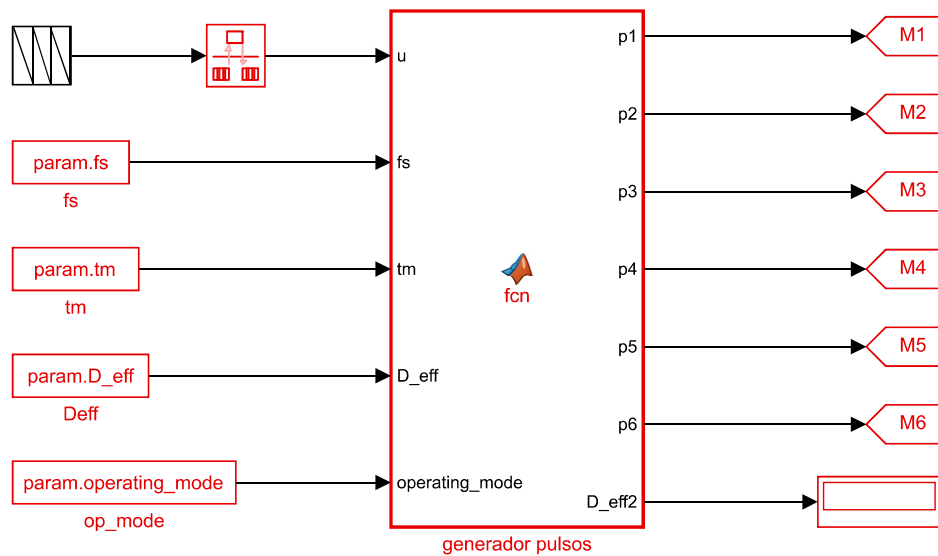 u
p1
M1
p2
M2
param.fs
fs
fs
p3
M3
param.tm
tm
tm
fcn
p4
M4
p5
M5
param.D_eff
Deff
D_eff
p6
M6
param.operating_mode
op_mode
operating_mode
D_eff2
generador pulsos